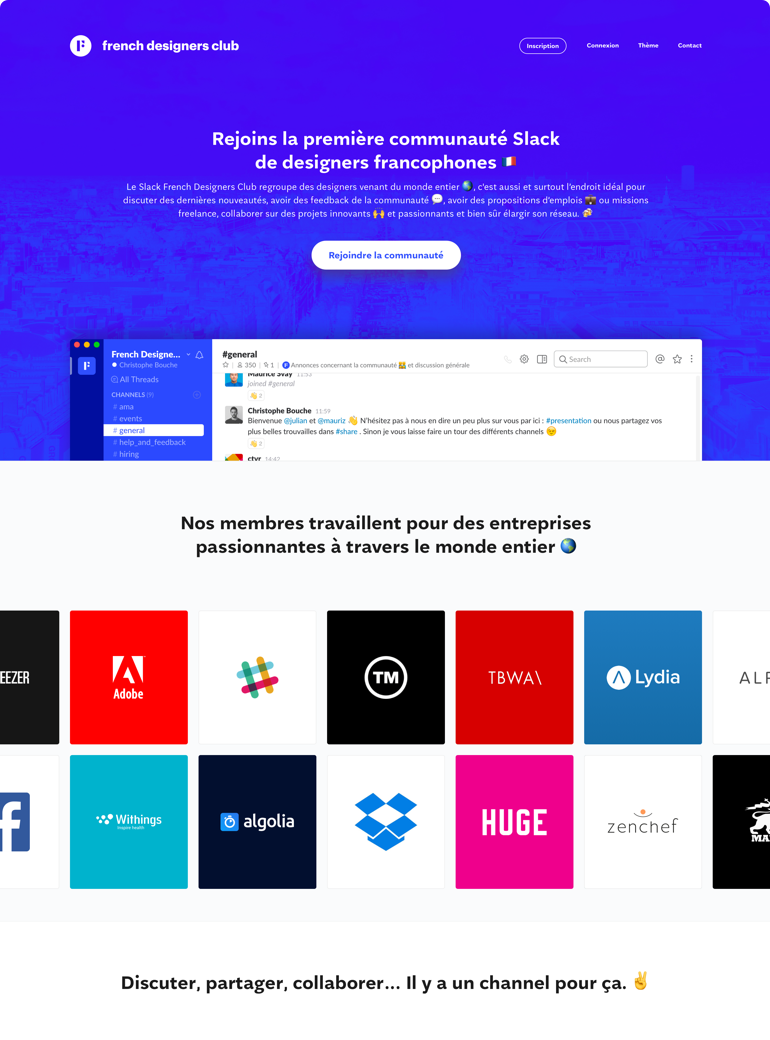 french designers club
Inscription
Connexion
Thème
Contact
Rejoins la première communauté Slack
de designers francophones
Le Slack French Designers Club regroupe des designers venant du monde entier 🌎, c'est aussi et surtout l'endroit idéal pour
discuter des dernières nouveautés, avoir des feedback de la communauté 💬, avoir des propositions d'emplois 💼 ou missions
freelance, collaborer sur des projets innovants 🙌 et passionnants et bien sûr élargir son réseau.
Rejoindre la communauté
French Designe...
Christophe Bouche
All Threads
CHANNELS (9)
# ama
# events
# general
# help_and_feedback
# hiring
#general
350
1
Annonces concernant la communauté et discussion générale
Search
Maurice Svay 11:53
joined #general
2
Christophe Bouche 11:59
Bienvenue @julian et @mauriz 👋 N'hésitez pas à nous en dire un peu plus sur vous par ici : #presentation ou nous partagez vos
plus belles trouvailles dans #share . Sinon je vous laisse faire un tour des différents channels
2
ctyr 14:42
Nos membres travaillent pour des entreprises
passionnantes à travers le monde entier 🌎
EEZER
Adobe
TM
TBWA\
Lydia
ALP
f
Withings
Inspire health
algolia
HUGE
zenchef
MA
Discuter, partager, collaborer... Il y a un channel pour ça. ✌